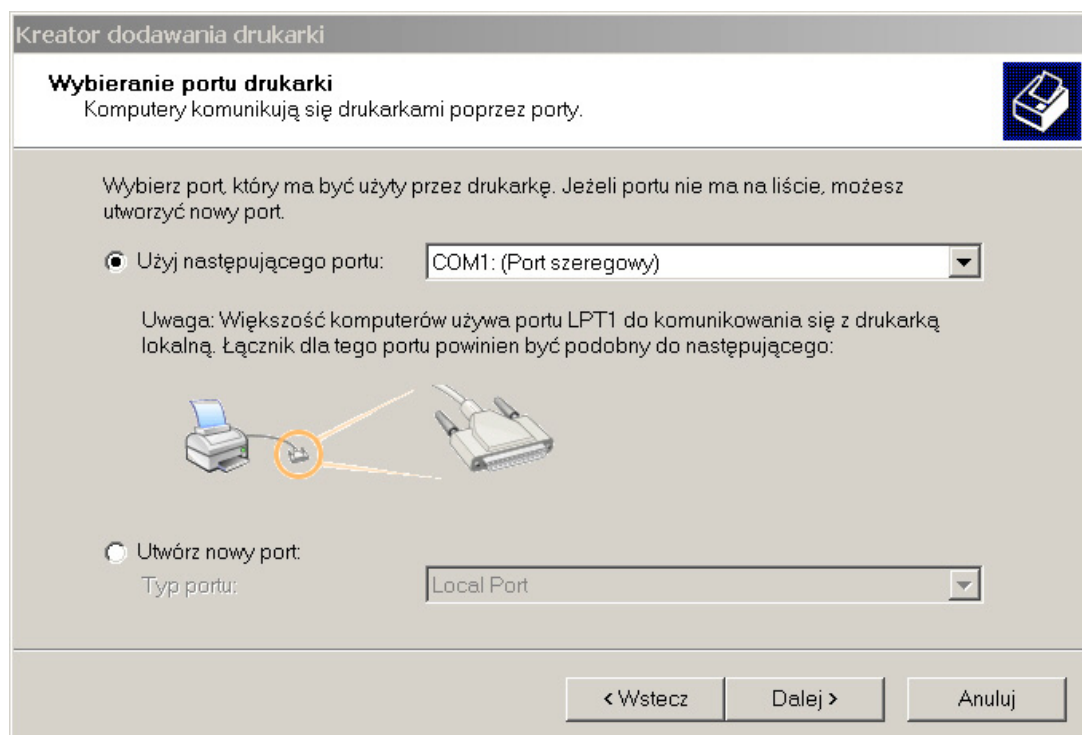 Kreator dodawania drukarki
Wybieranie portu drukarki
Komputery komunikują się drukarkami poprzez porty.
Wybierz port, który ma być użyty przez drukarkę. Jeżeli portu nie ma na liście, możesz
utworzyć nowy port.
Użyj następującego portu: COM1: (Port szeregowy)
Uwaga: Większość komputerów używa portu LPT1 do komunikowania się z drukarką
lokalną. Łącznik dla tego portu powinien być podobny do następującego:
Utwórz nowy port:
Typ portu: Local Port
< Wstecz Dalej > Anuluj